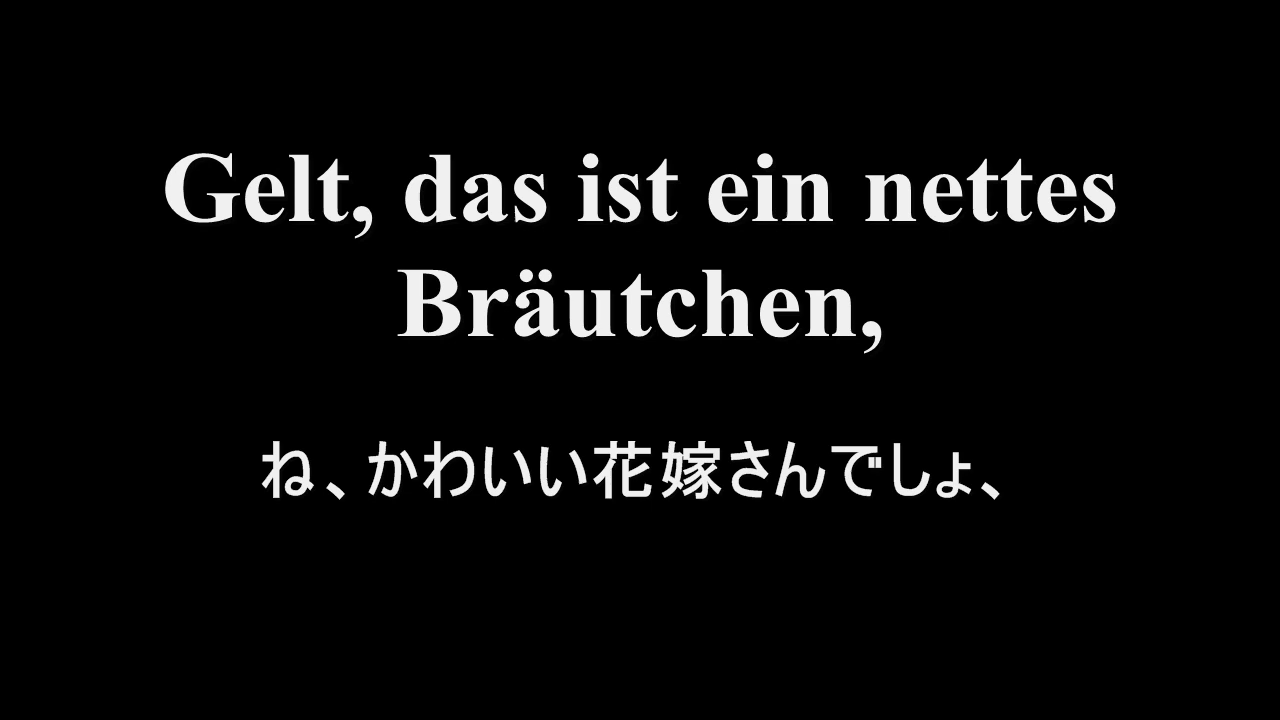 Gelt, das ist ein nettes
Bräutchen,
ね、かわいい花嫁さんでしょ、